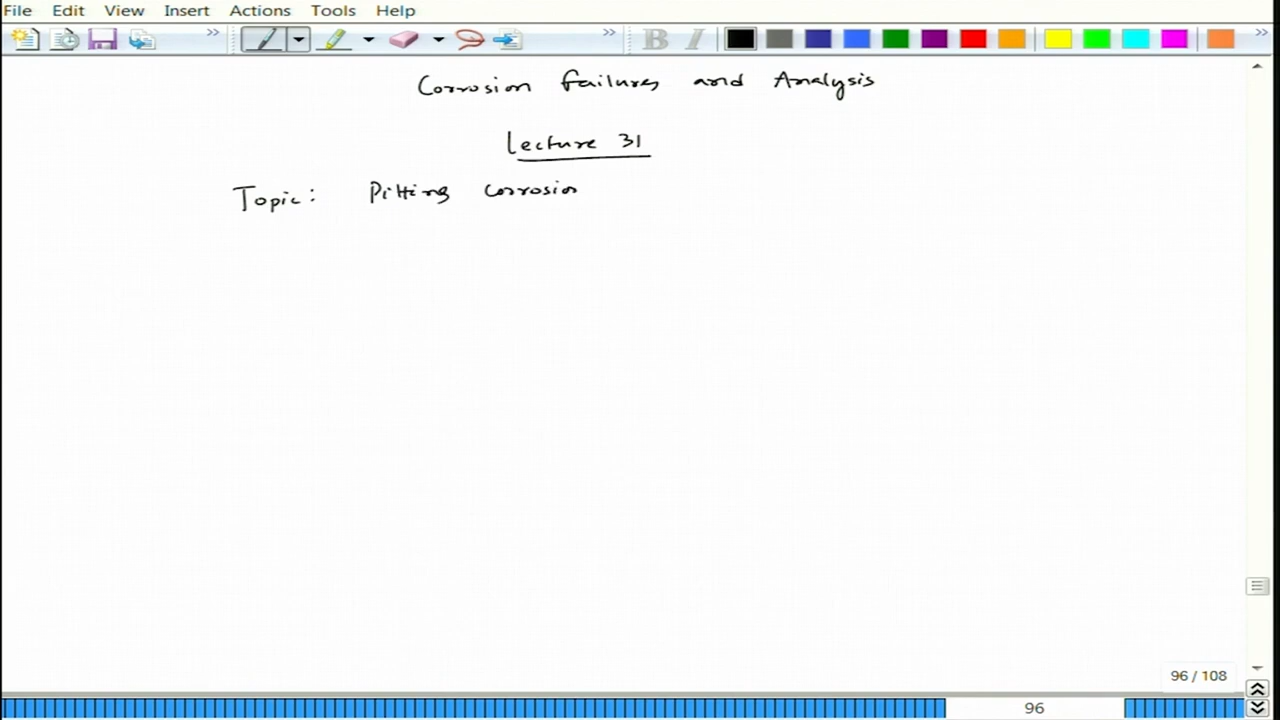 File Edit View Insert Actions Tools Help
B I
Corrosion Failures and Analysis
Lecture 31
Topic: Pitting Corrosion
96 / 108
96